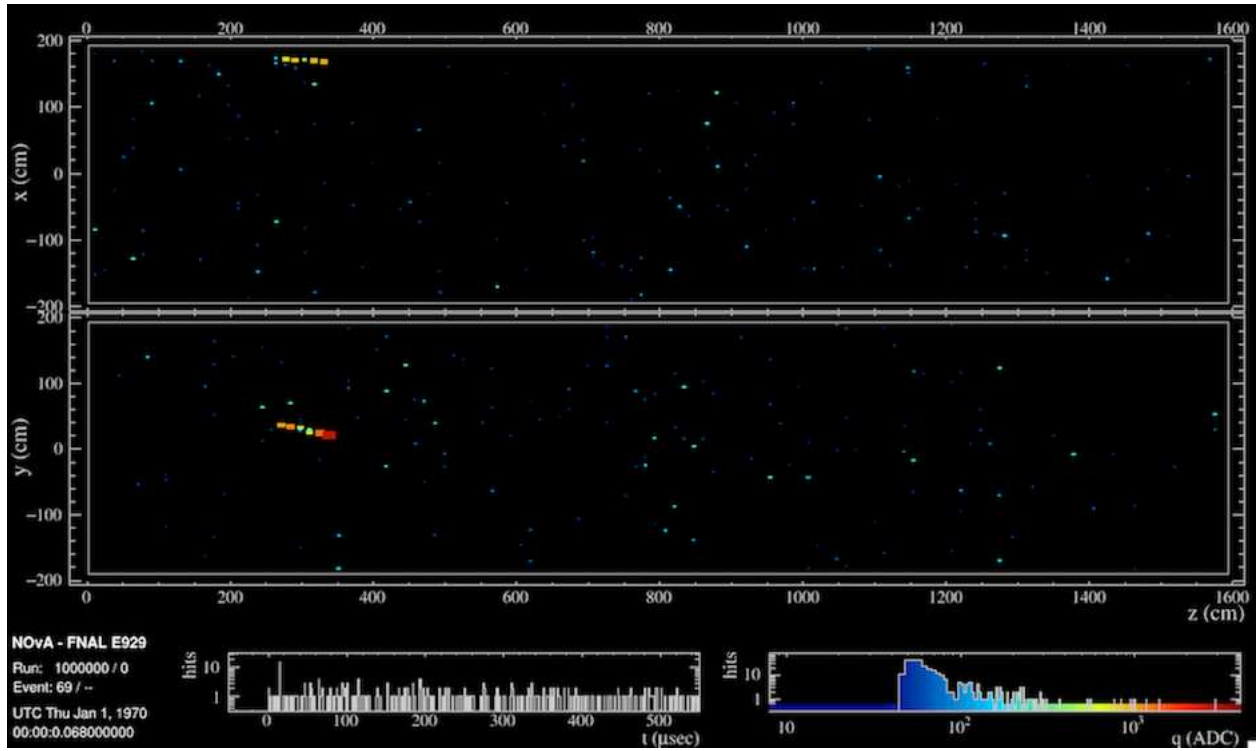 0 200 400 600 800 1000 1200 1400 1600
200
100
0
−100
−200
x (cm)
200
100
0
−100
−200
y (cm)
0 200 400 600 800 1000 1200 1400 1600
z (cm)
NOvA - FNAL E929
Run: 1000000 / 0
Event: 69 / --
UTC Thu Jan 1, 1970
00:00:0.068000000
hits
10
1
0 100 200 300 400 500
t (μsec)
hits
10
1
10 10² 10³
q (ADC)